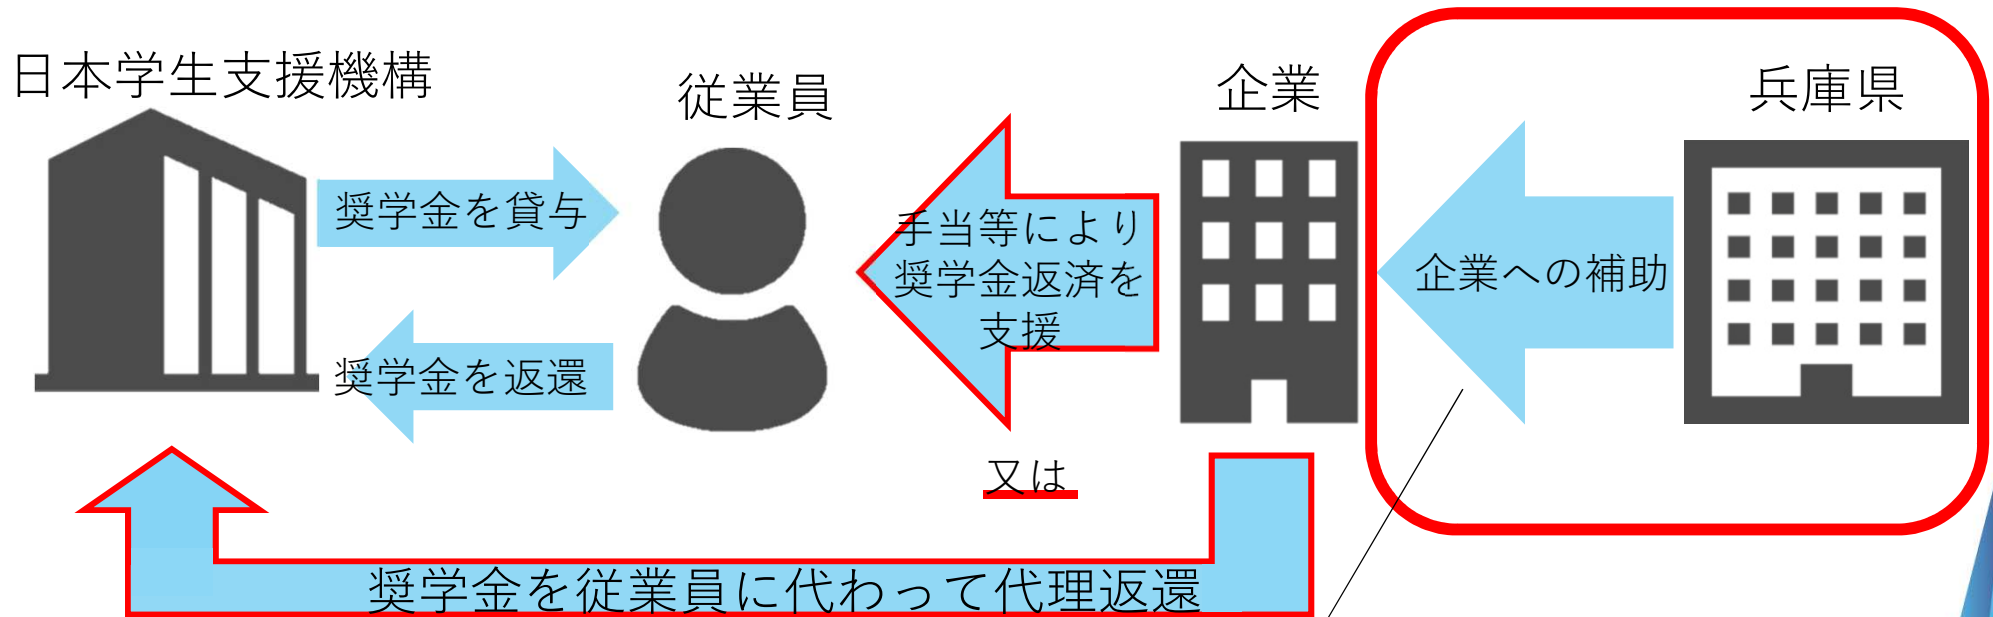 日本学生支援機構
従業員
企業
兵庫県
奨学金を貸与
手当等により
奨学金返済を
支援
企業への補助
奨学金を返還
又は
奨学金を従業員に代わって代理返還